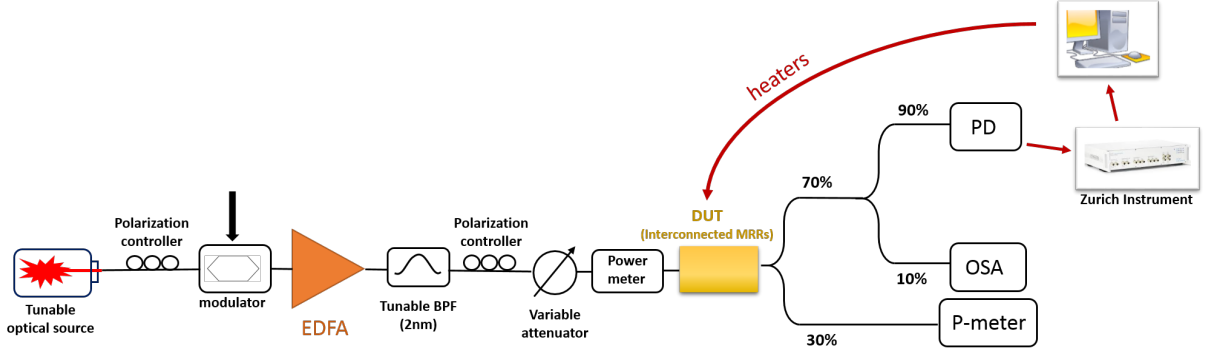 heaters
90%
PD
70%
Zurich Instrument
Polarization
controller
Polarization
controller
DUT
(Interconnected MRRs)
Power
meter
10%
OSA
modulator
Tunable
optical source
EDFA
Tunable BPF
(2nm)
Variable
attenuator
30%
P-meter